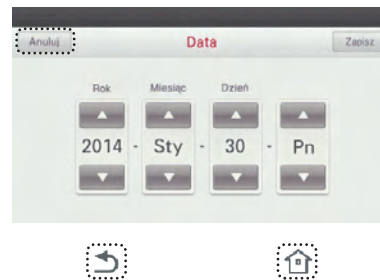 Anuluj Data Zapisz
Rok Miesiąc Dzień
2014 - Sty - 30 - Pn